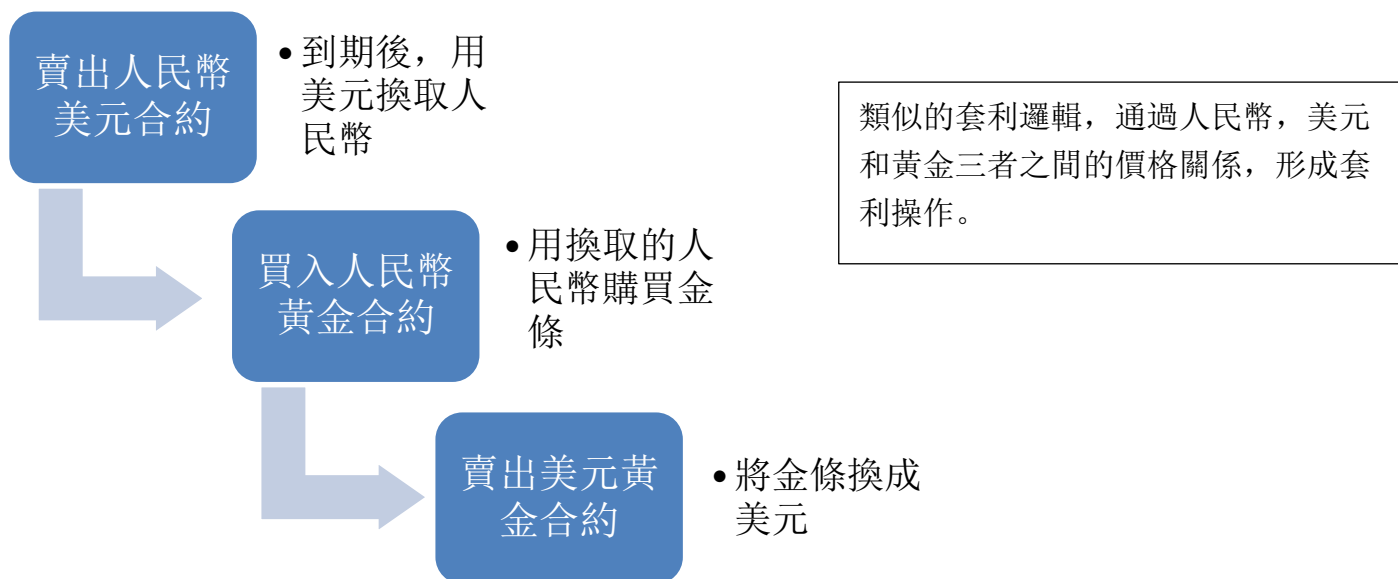 賣出人民幣
美元合約
•到期後，用
美元換取人
民幣
類似的套利邏輯，通過人民幣，美元
和黃金三者之間的價格關係，形成套
利操作。
買入人民幣
黃金合約
•用換取的人
民幣購買金
條
賣出美元黃
金合約
•將金條換成
美元